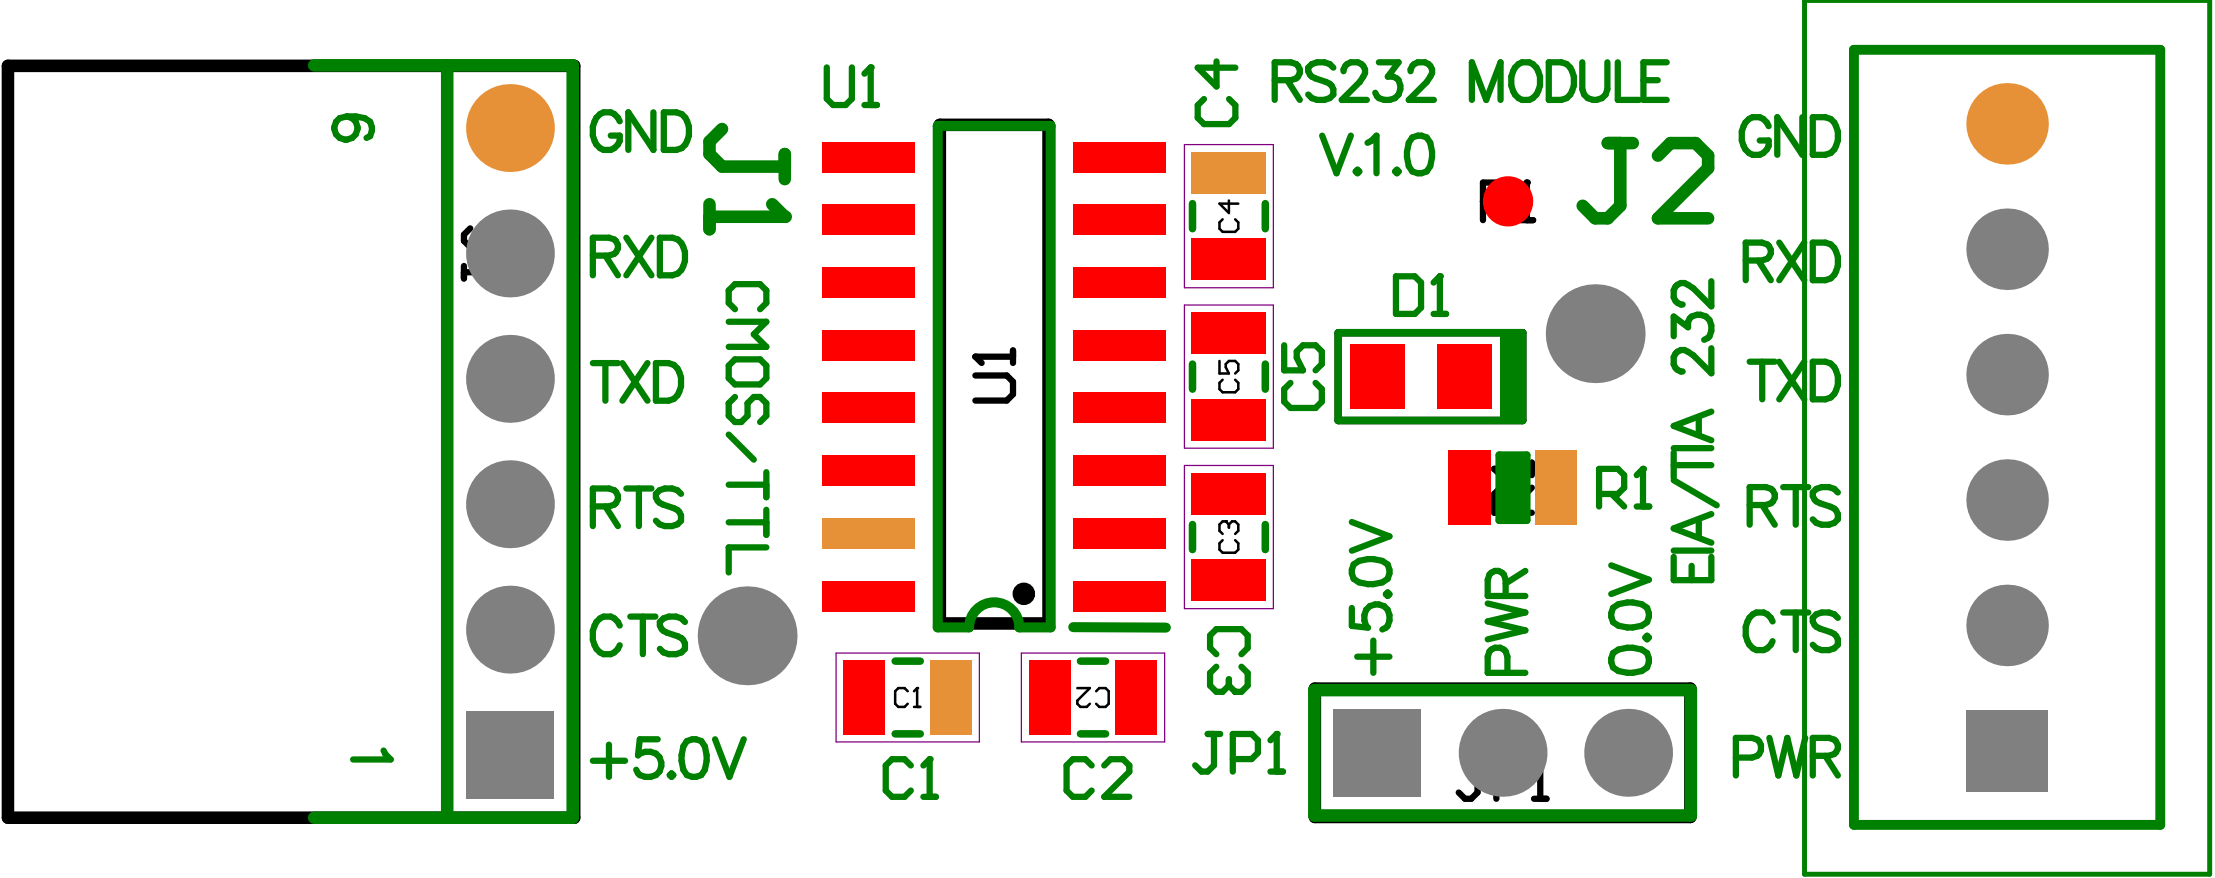 RS232 MODULE
V.1.0
U1
C4
J1
J2
6
GND
RXD
TXD
RTS
CTS
+5.0V
1
CMOS/TTL
U1
C4
C5
C3
C5
C3
C1
C2
C1
C2
D1
R1
EIA/TIA 232
+5.0V
PWR
0.0V
JP1
JP1
GND
RXD
TXD
RTS
CTS
PWR